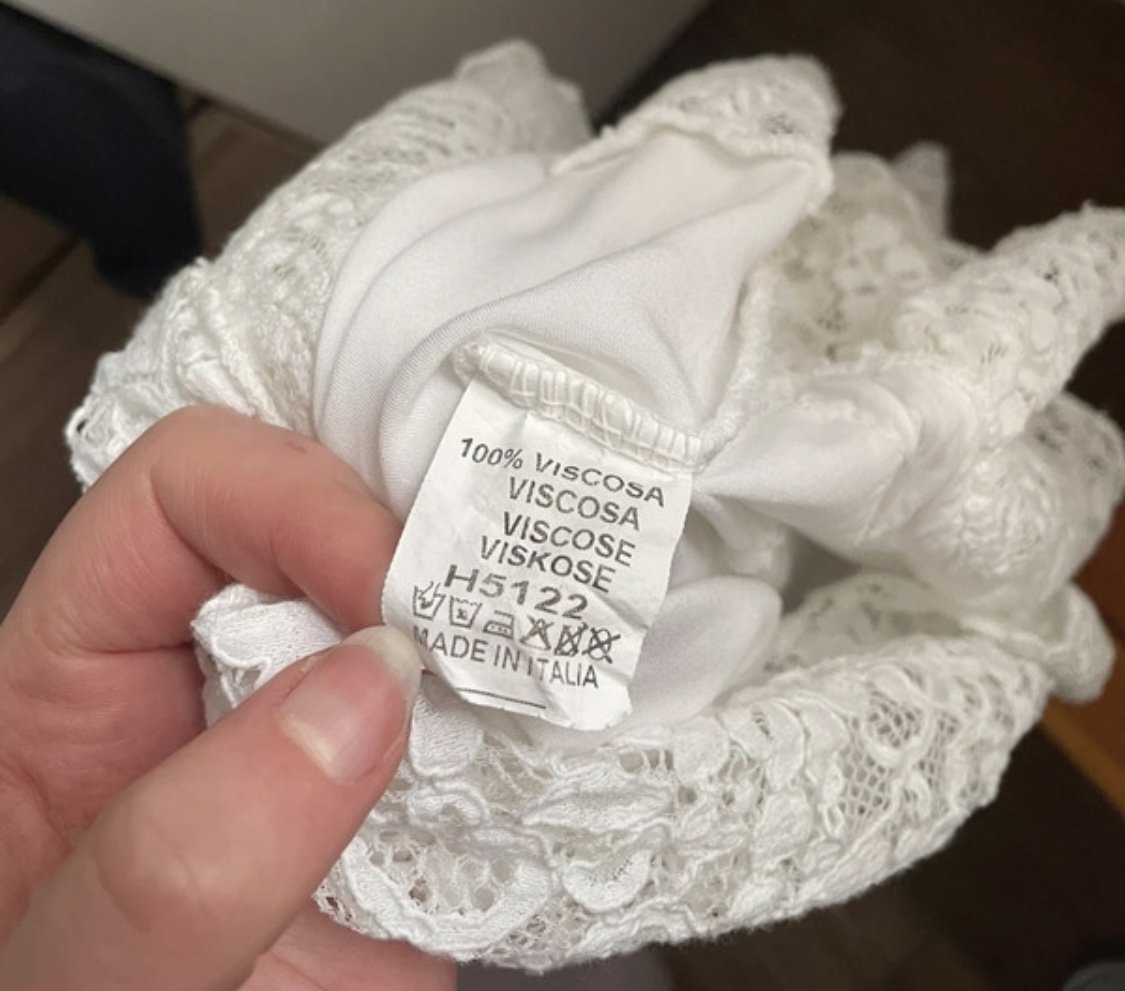 100% VISCOSA
VISCOSA
VISCOSE
VISKOSE
H5122
MADE IN ITALIA